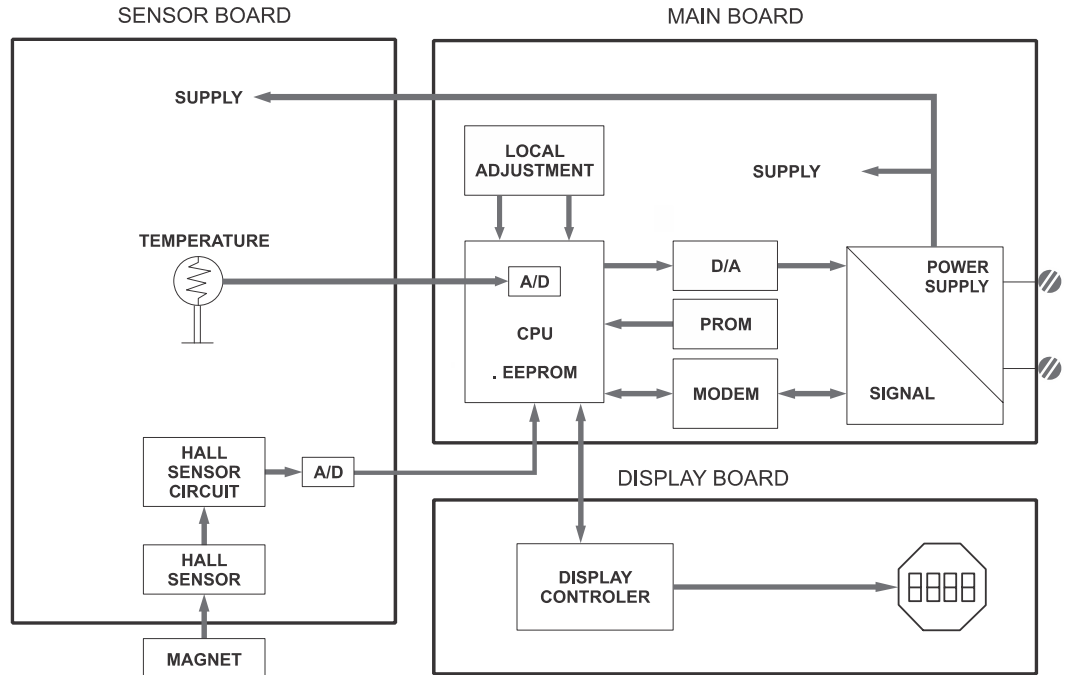 SENSOR BOARD
MAIN BOARD
SUPPLY
LOCAL
ADJUSTMENT
SUPPLY
TEMPERATURE
A/D
CPU
. EEPROM
D/A
PROM
MODEM
POWER
SUPPLY
SIGNAL
HALL
SENSOR
CIRCUIT
A/D
HALL
SENSOR
MAGNET
DISPLAY BOARD
DISPLAY
CONTROLER
8888